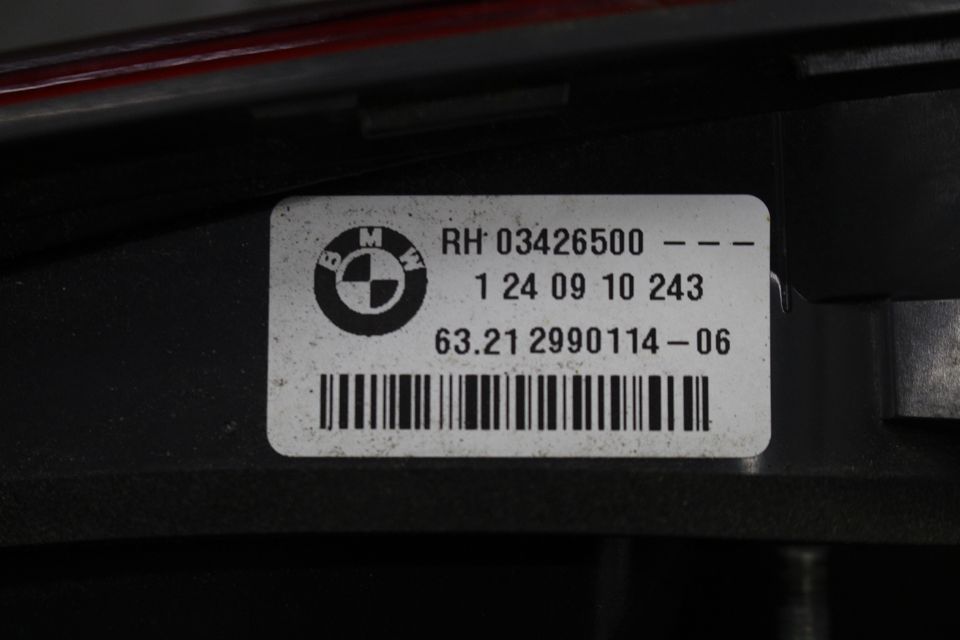 BMW
RH 03426500 ---
1 24 09 10 243
63.21 2990114-06